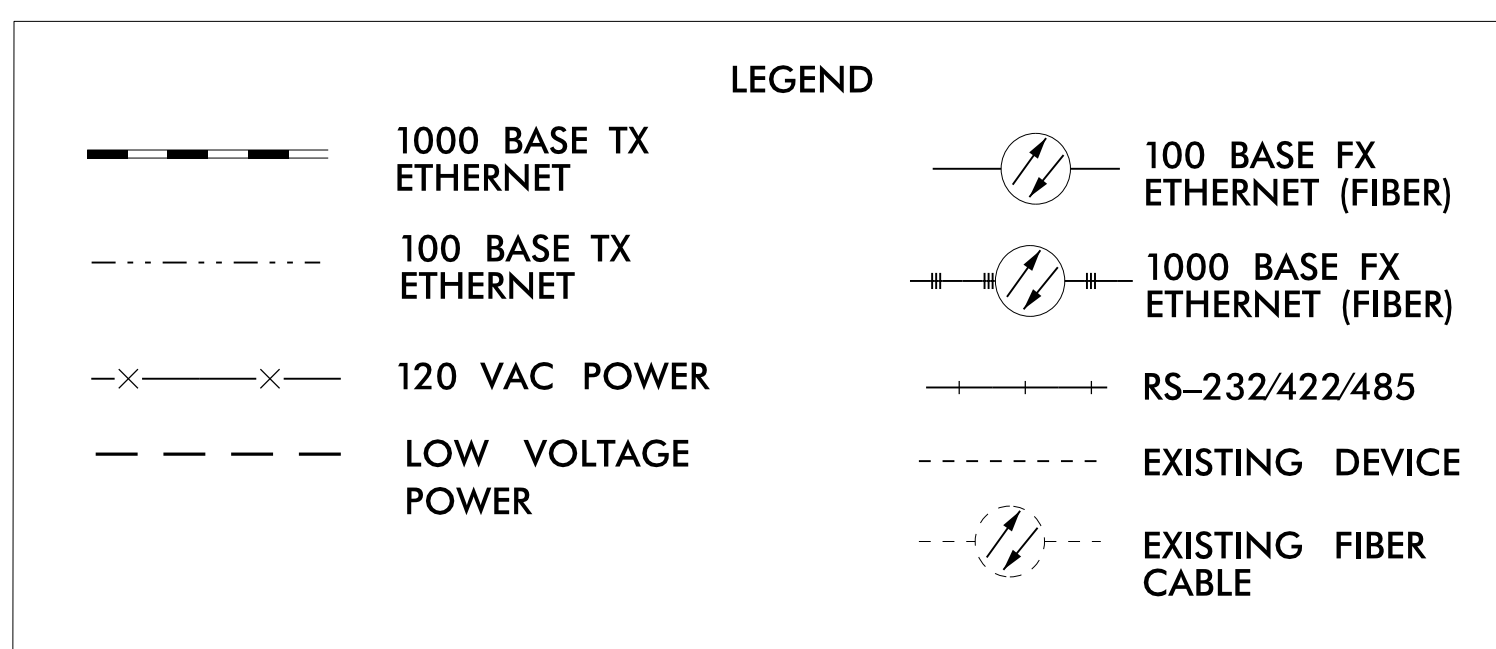 LEGEND
1000 BASE TX
ETHERNET
100 BASE TX
ETHERNET
120 VAC POWER
LOW VOLTAGE
POWER
100 BASE FX
ETHERNET (FIBER)
1000 BASE FX
ETHERNET (FIBER)
RS–232/422/485
EXISTING DEVICE
EXISTING FIBER
CABLE